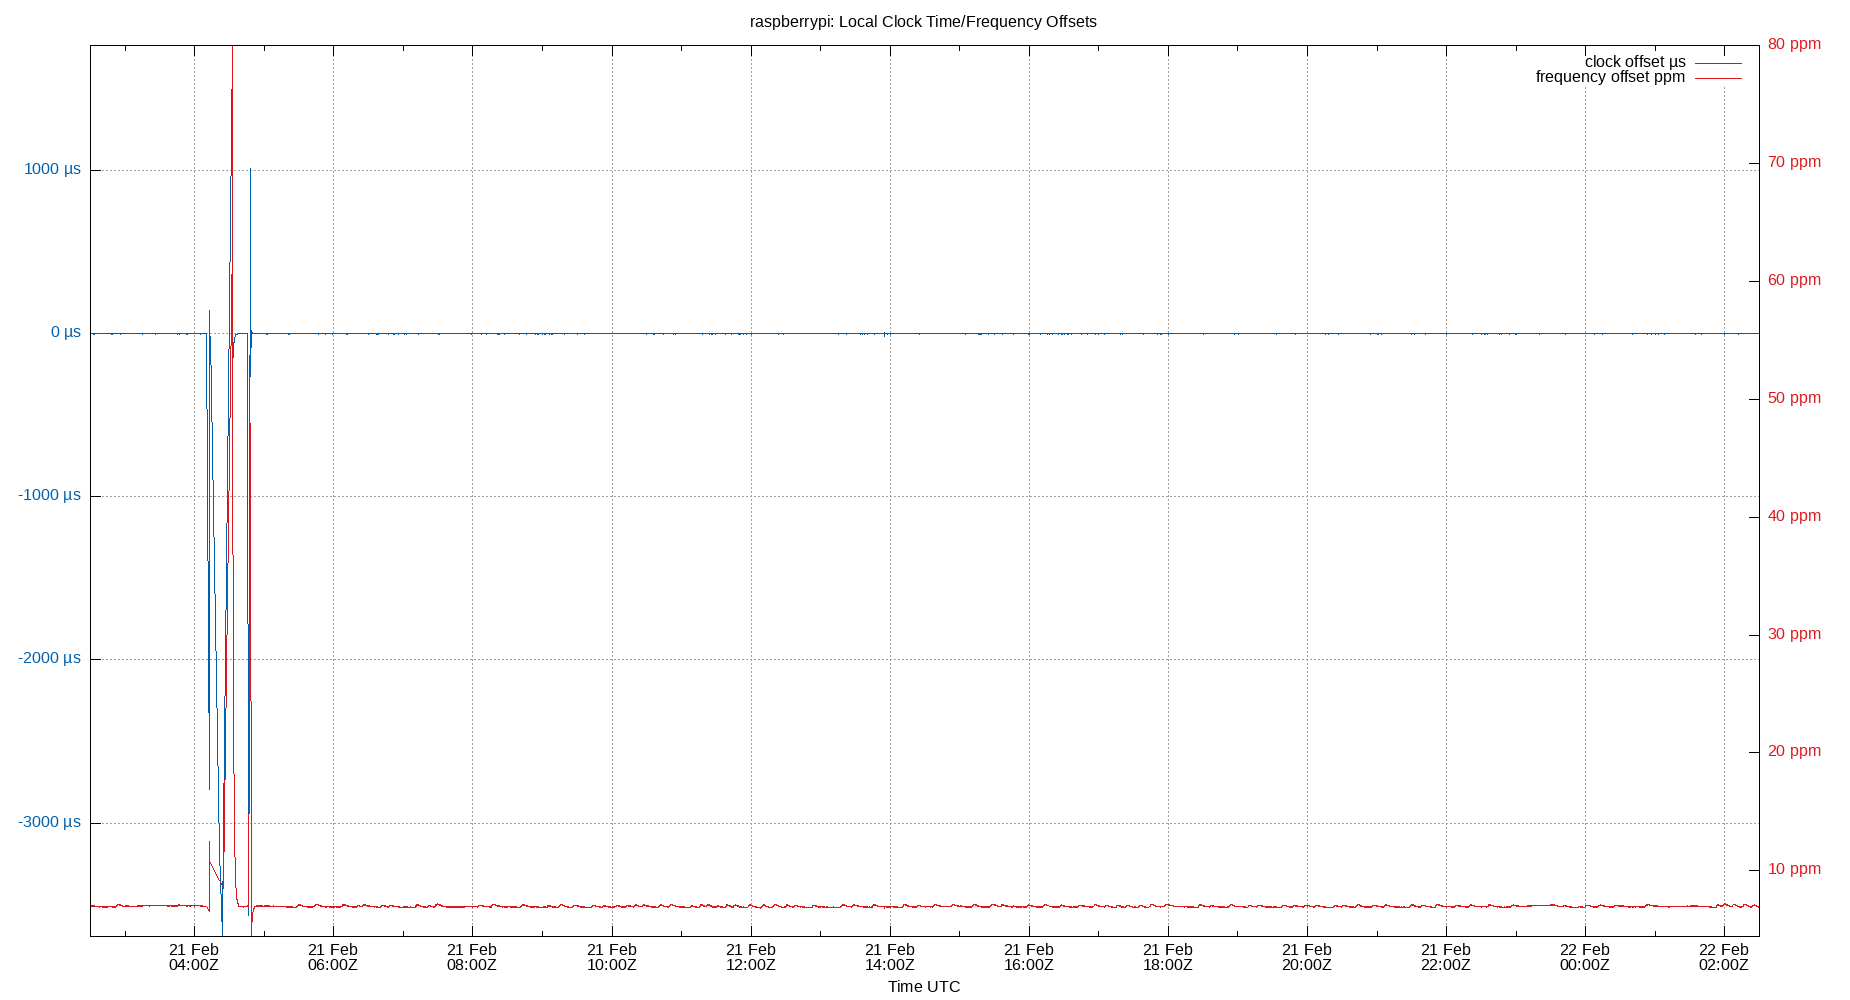 raspberrypi: Local Clock Time/Frequency Offsets
clock offset µs
frequency offset ppm
1000 µs
0 µs
-1000 µs
-2000 µs
-3000 µs
80 ppm
70 ppm
60 ppm
50 ppm
40 ppm
30 ppm
20 ppm
10 ppm
21 Feb 21 Feb 21 Feb 21 Feb 21 Feb 21 Feb 21 Feb 21 Feb 21 Feb 21 Feb 22 Feb 22 Feb
04:00Z 06:00Z 08:00Z 10:00Z 12:00Z 14:00Z 16:00Z 18:00Z 20:00Z 22:00Z 00:00Z 02:00Z
Time UTC